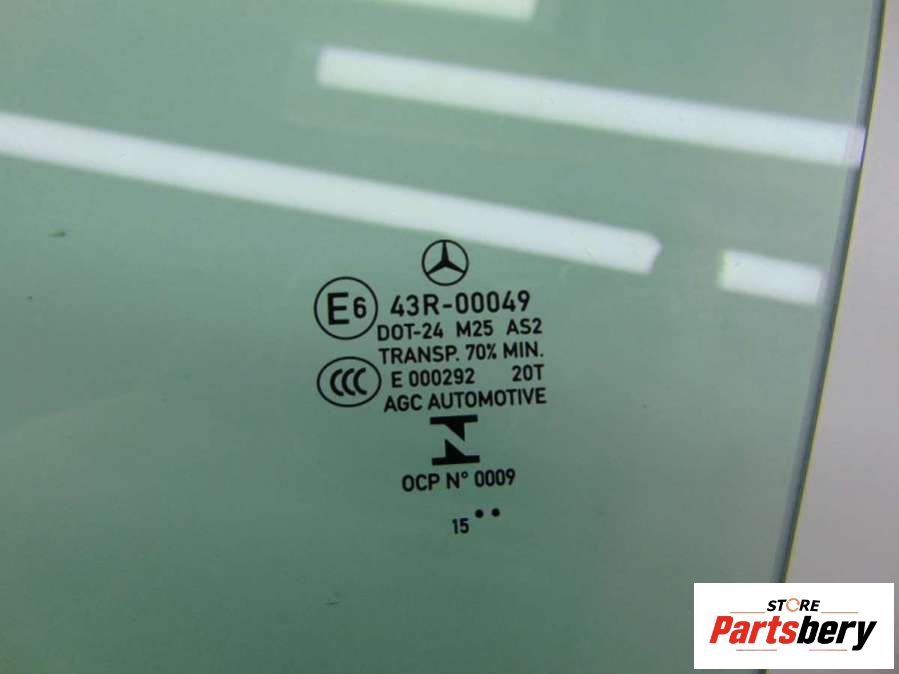 E6 43R-00049
DOT-24 M25 AS2
TRANSP. 70% MIN.
CCC E 000292 20T
AGC AUTOMOTIVE
OCP N° 0009
15 ••
STORE
Partsbery